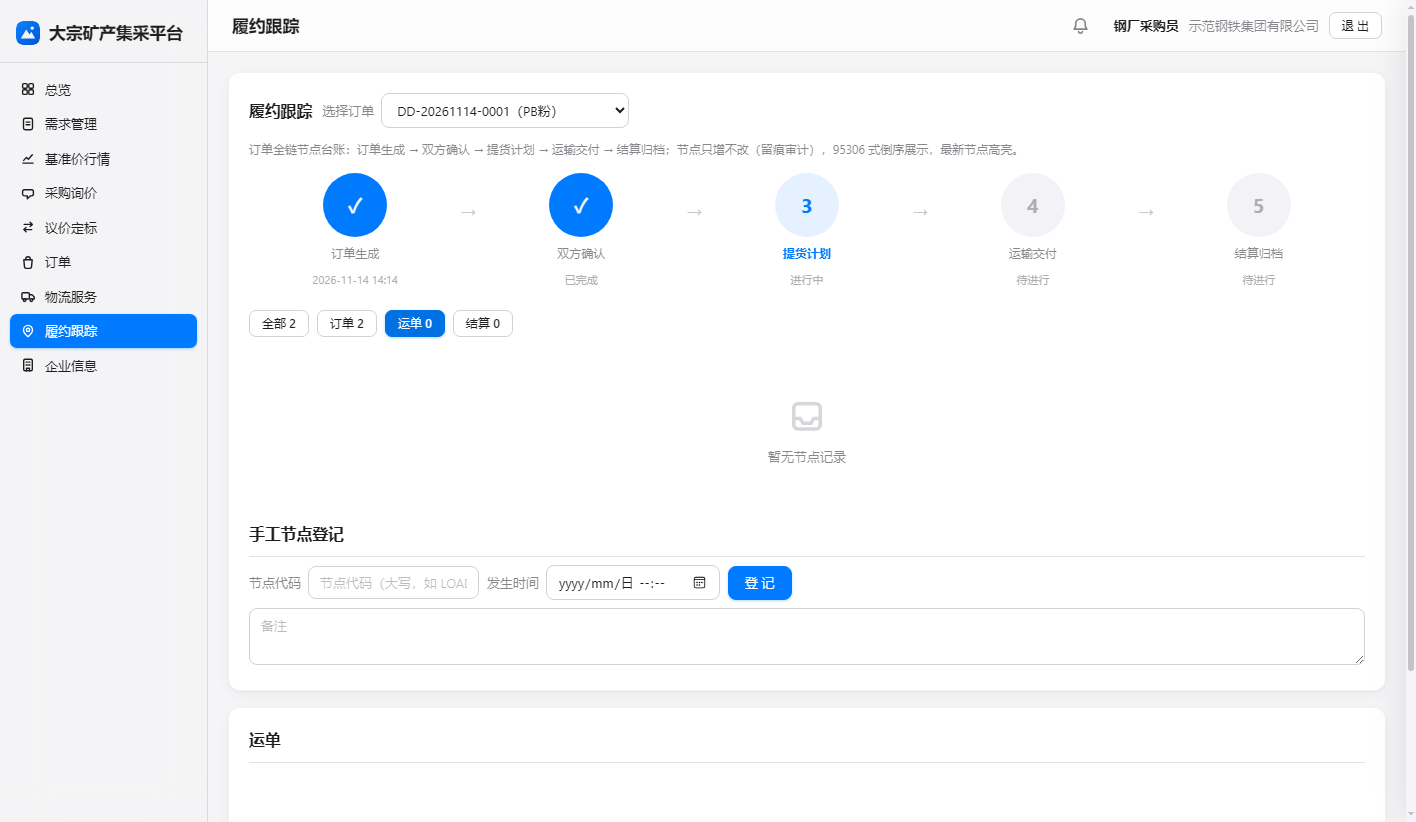 大宗矿产集采平台
总览
需求管理
基准价行情
采购询价
议价定标
订单
物流服务
履约跟踪
企业信息
履约跟踪
钢厂采购员 示范钢铁集团有限公司 退出
履约跟踪 选择订单 DD-20261114-0001（PB粉）
订单全链节点台账：订单生成 → 双方确认 → 提货计划 → 运输交付 → 结算归档；节点只增不改（留痕审计），95306 式倒序展示，最新节点高亮。
✓ → ✓ → 3 → 4 → 5
订单生成 双方确认 提货计划 运输交付 结算归档
2026-11-14 14:14 已完成 进行中 待进行 待进行
全部 2 订单 2 运单 0 结算 0
暂无节点记录
手工节点登记
节点代码 节点代码（大写，如 LOAD 发生时间 yyyy/mm/日 --:-- 登记
备注
运单